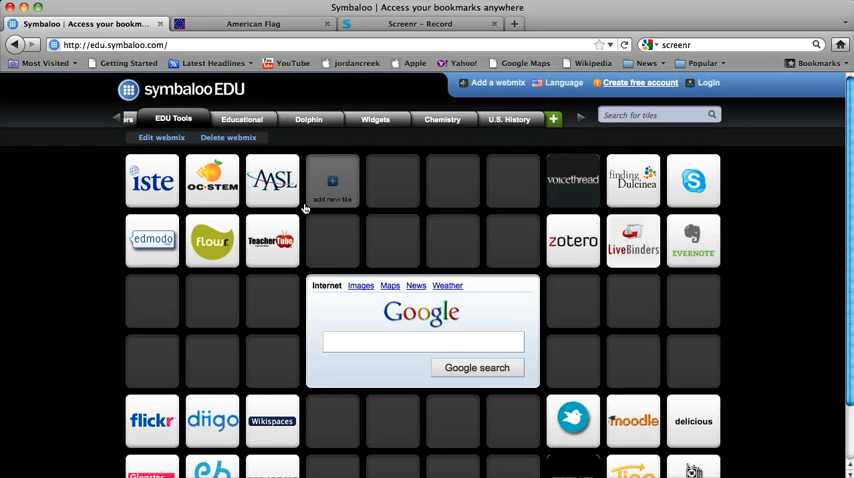 Symbaloo | Access your bookmarks anywhere
Symbaloo | Access your bookm...
American Flag
Screenr - Record
http://edu.symbaloo.com/
screenr
Most Visited
Getting Started
Latest Headlines
YouTube
jordancreek
Apple
Yahoo!
Google Maps
Wikipedia
News
Popular
Bookmarks
symbaloo EDU
Add a webmix
Language
Create free account
Login
ers
EDU Tools
Educational
Dolphin
Widgets
Chemistry
U.S. History
Search for tiles
Edit webmix
Delete webmix
iste
OC-STEM
AASL
add new tile
voicethread
finding Dulcinea
edmodo
flowr
TeacherTube
zotero
LiveBinders
EVERNOTE
Internet Images Maps News Weather
Google
Google search
flickr
diigo
Wikispaces
moodle
delicious
Glogster